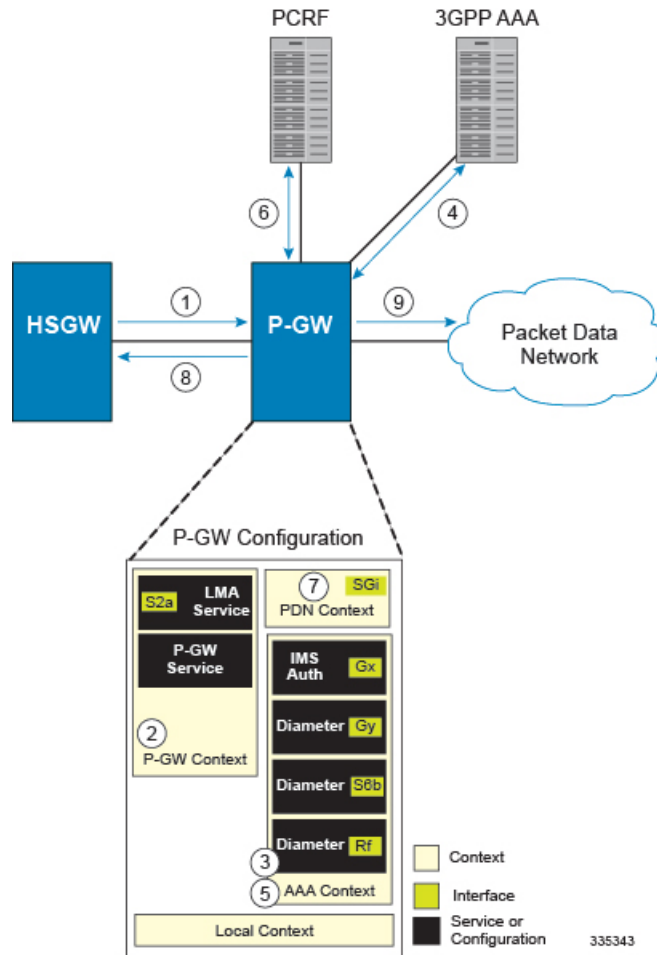 PCRF
3GPP AAA
6
4
HSGW
1
8
P-GW
9
Packet Data
Network
P-GW Configuration
S2a
LMA
Service
P-GW
Service
2
P-GW Context
7
SGi
PDN Context
IMS
Auth
Gx
Diameter
Gy
Diameter
S6b
Diameter
Rf
3
5
AAA Context
Local Context
Context
Interface
Service or
Configuration
335343